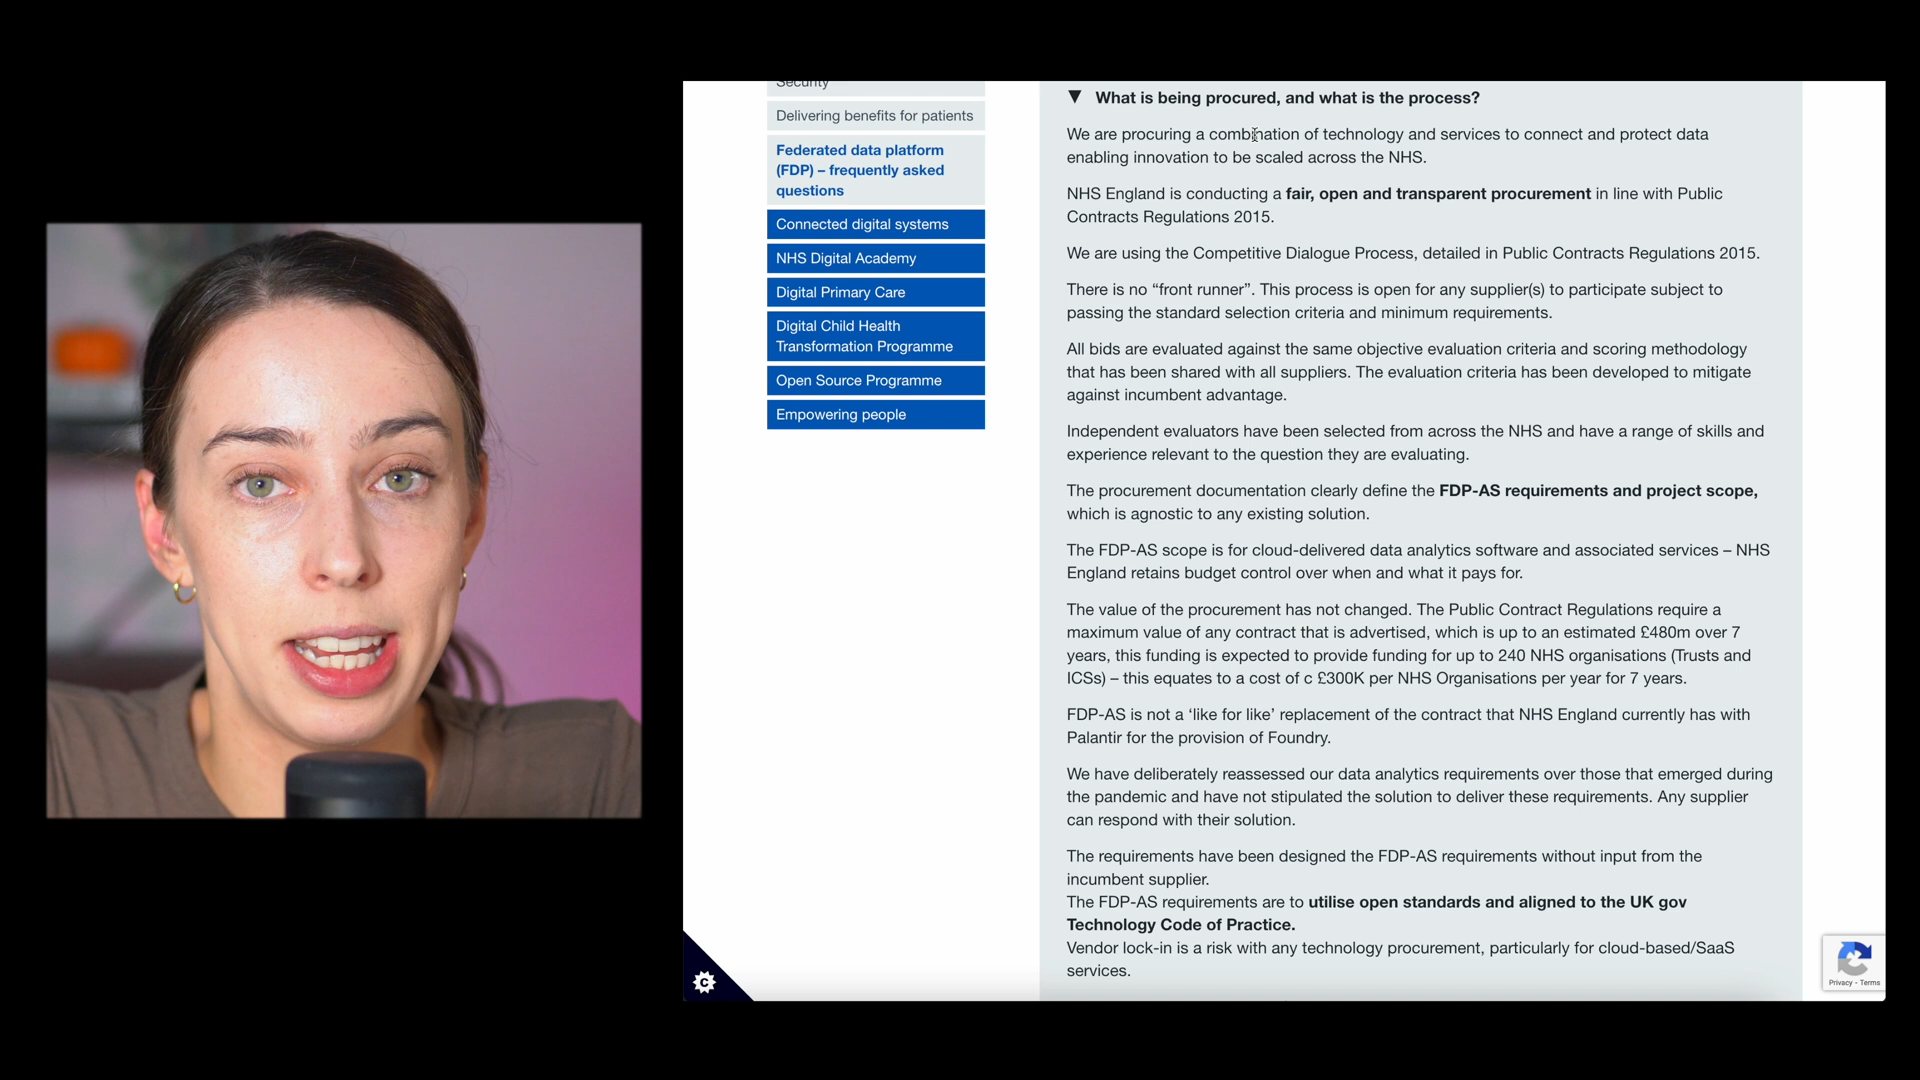 Security
Delivering benefits for patients
Federated data platform
(FDP) – frequently asked
questions
Connected digital systems
NHS Digital Academy
Digital Primary Care
Digital Child Health
Transformation Programme
Open Source Programme
Empowering people
▼ What is being procured, and what is the process?
We are procuring a combination of technology and services to connect and protect data
enabling innovation to be scaled across the NHS.
NHS England is conducting a fair, open and transparent procurement in line with Public
Contracts Regulations 2015.
We are using the Competitive Dialogue Process, detailed in Public Contracts Regulations 2015.
There is no “front runner”. This process is open for any supplier(s) to participate subject to
passing the standard selection criteria and minimum requirements.
All bids are evaluated against the same objective evaluation criteria and scoring methodology
that has been shared with all suppliers. The evaluation criteria has been developed to mitigate
against incumbent advantage.
Independent evaluators have been selected from across the NHS and have a range of skills and
experience relevant to the question they are evaluating.
The procurement documentation clearly define the FDP-AS requirements and project scope,
which is agnostic to any existing solution.
The FDP-AS scope is for cloud-delivered data analytics software and associated services – NHS
England retains budget control over when and what it pays for.
The value of the procurement has not changed. The Public Contract Regulations require a
maximum value of any contract that is advertised, which is up to an estimated £480m over 7
years, this funding is expected to provide funding for up to 240 NHS organisations (Trusts and
ICSs) – this equates to a cost of c £300K per NHS Organisations per year for 7 years.
FDP-AS is not a ‘like for like’ replacement of the contract that NHS England currently has with
Palantir for the provision of Foundry.
We have deliberately reassessed our data analytics requirements over those that emerged during
the pandemic and have not stipulated the solution to deliver these requirements. Any supplier
can respond with their solution.
The requirements have been designed the FDP-AS requirements without input from the
incumbent supplier.
The FDP-AS requirements are to utilise open standards and aligned to the UK gov
Technology Code of Practice.
Vendor lock-in is a risk with any technology procurement, particularly for cloud-based/SaaS
services.
Privacy - Terms